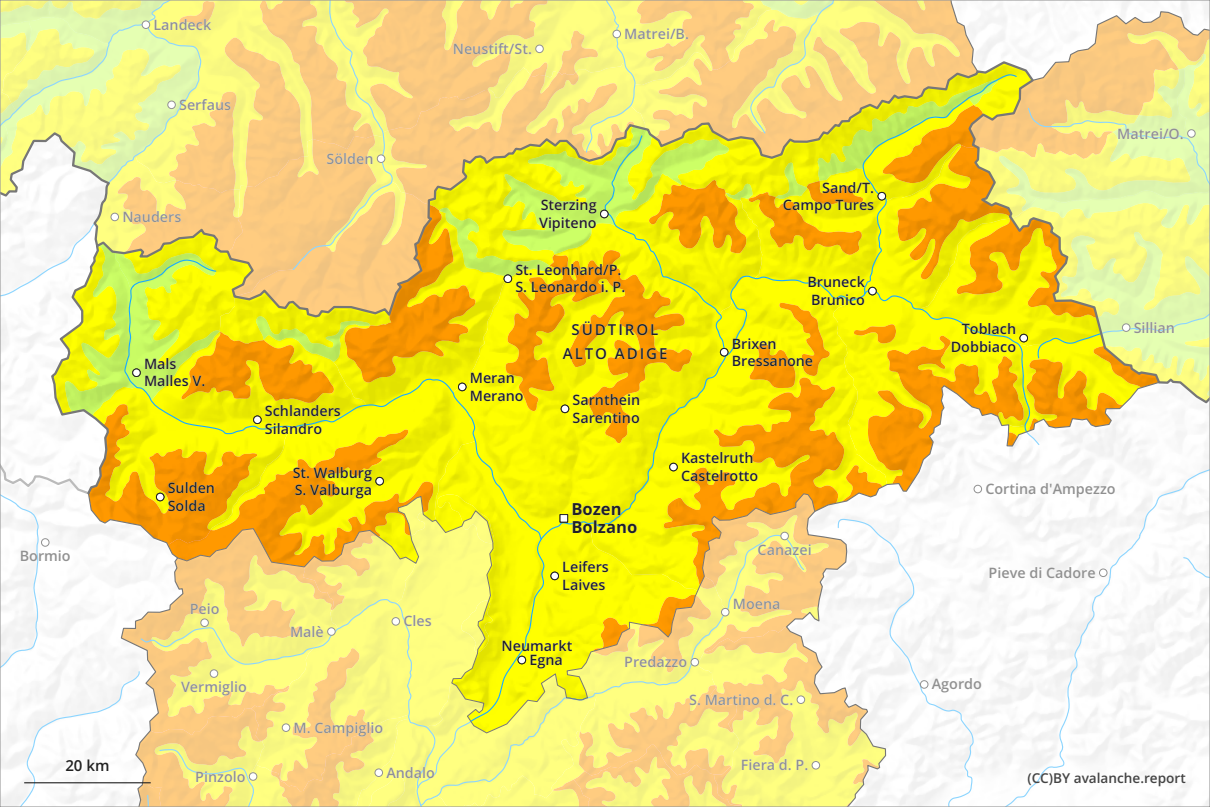 Landeck
Matrei/B.
Neustift/St.
Serfaus
Matrei/O.
Sölden
Sand/T.
Campo Tures
Sterzing
Vipiteno
Nauders
St. Leonhard/P.
S. Leonardo i. P.
Bruneck
Brunico
SÜDTIROL
ALTO ADIGE
Toblach
Dobbiaco
Sillian
Brixen
Bressanone
Mals
Malles V.
Meran
Merano
Sarnthein
Sarentino
Schlanders
Silandro
Kastelruth
Castelrotto
St. Walburg
S. Valburga
Sulden
Solda
Cortina d'Ampezzo
Bozen
Bolzano
Bormio
Canazei
Leifers
Laives
Pieve di Cadore
Peio
Moena
Cles
Malè
Neumarkt
Egna
Predazzo
Vermiglio
Agordo
S. Martino d. C.
M. Campiglio
20 km
Pinzolo
Andalo
Fiera d. P.
(CC)BY avalanche.report